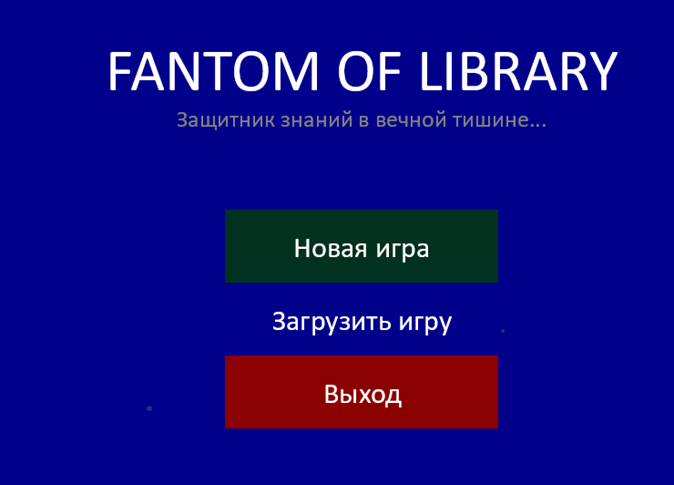 FANTOM OF LIBRARY
Защитник знаний в вечной тишине...
Новая игра
Загрузить игру
Выход